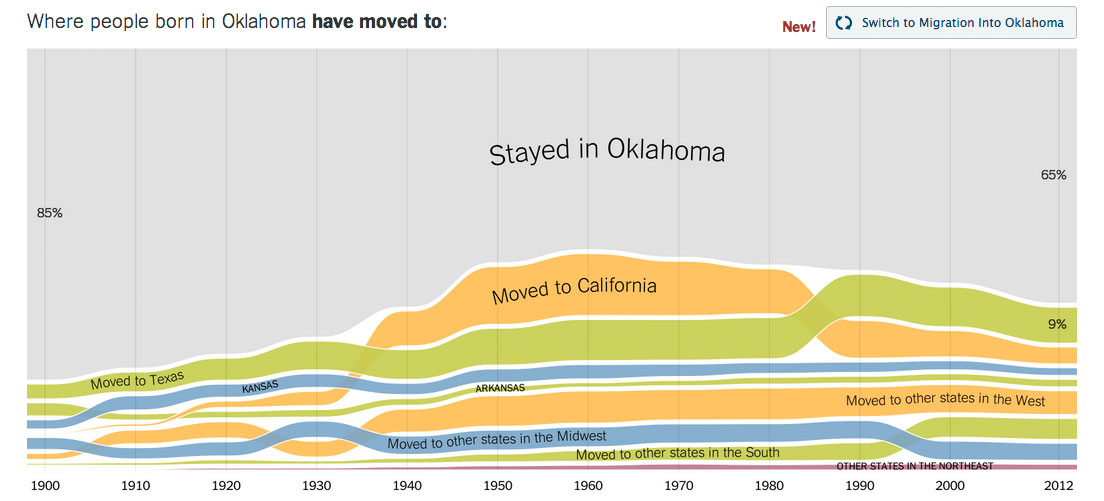 Where people born in Oklahoma have moved to:
New!
Switch to Migration Into Oklahoma
Stayed in Oklahoma
65%
85%
Moved to California
9%
Moved to Texas
KANSAS
ARKANSAS
Moved to other states in the West
Moved to other states in the Midwest
Moved to other states in the South
OTHER STATES IN THE NORTHEAST
1900 1910 1920 1930 1940 1950 1960 1970 1980 1990 2000 2012